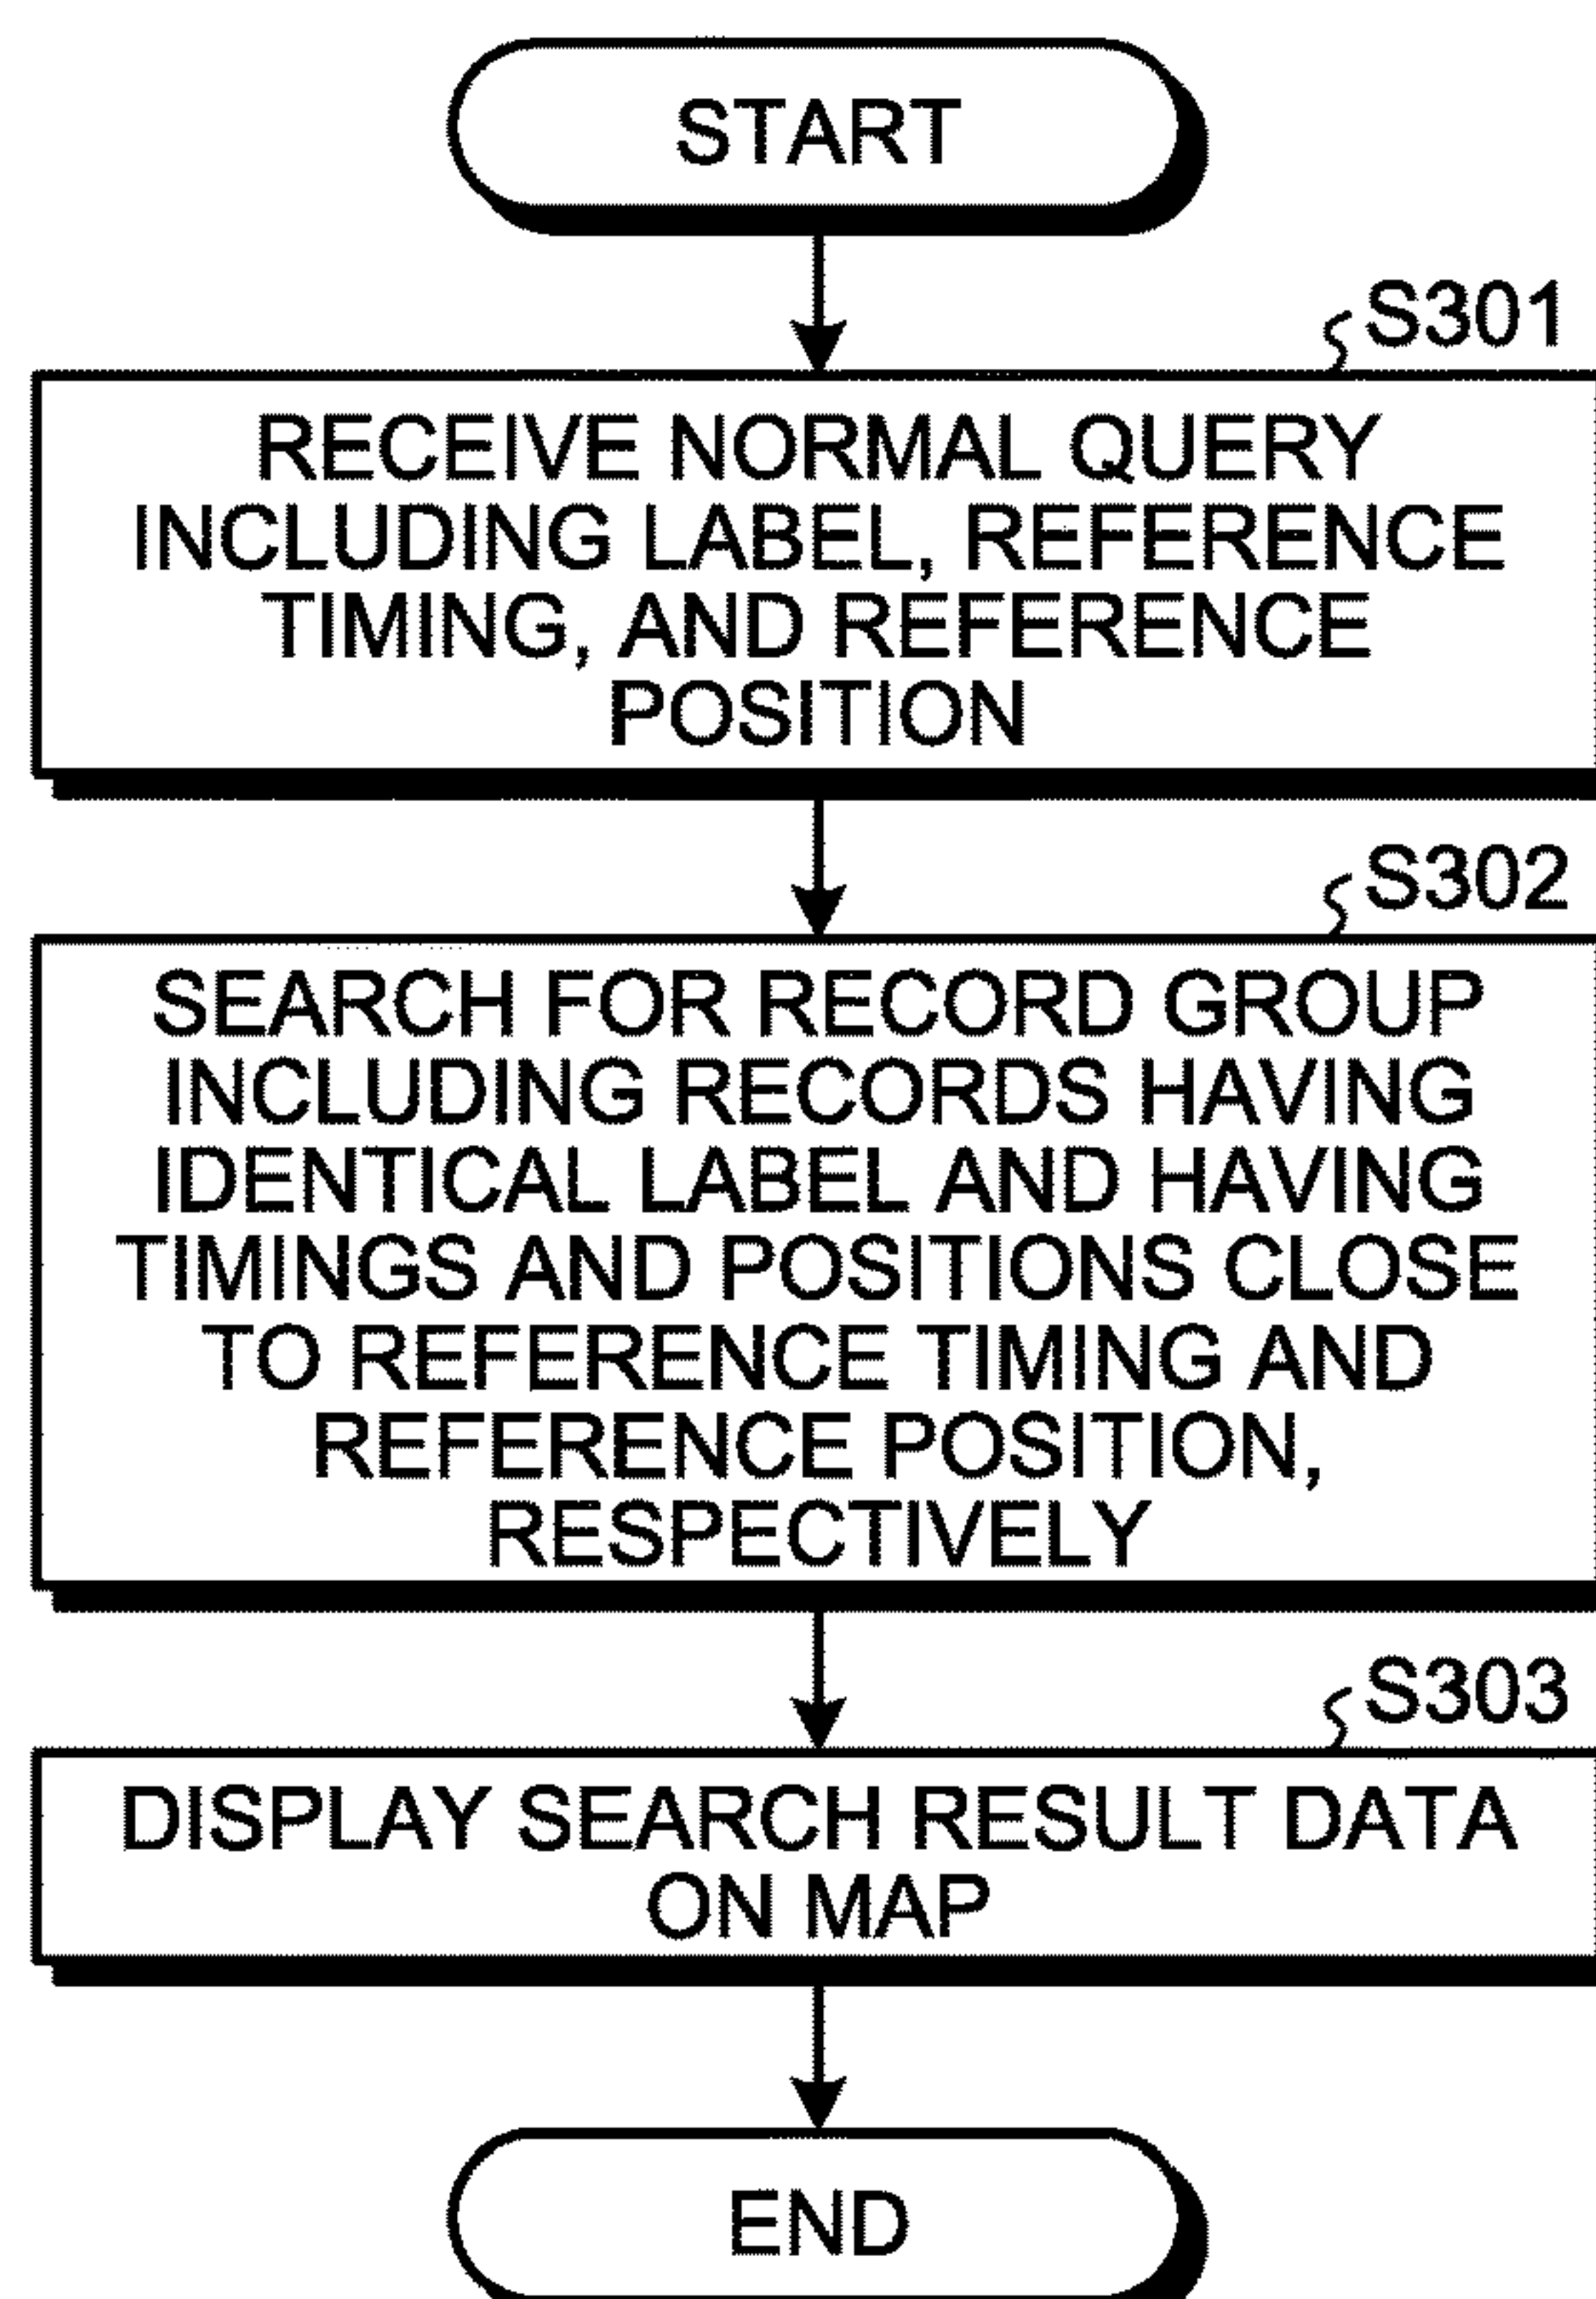 START
S301
RECEIVE NORMAL QUERY
INCLUDING LABEL, REFERENCE
TIMING, AND REFERENCE
POSITION
S302
SEARCH FOR RECORD GROUP
INCLUDING RECORDS HAVING
IDENTICAL LABEL AND HAVING
TIMINGS AND POSITIONS CLOSE
TO REFERENCE TIMING AND
REFERENCE POSITION,
RESPECTIVELY
S303
DISPLAY SEARCH RESULT DATA
ON MAP
END